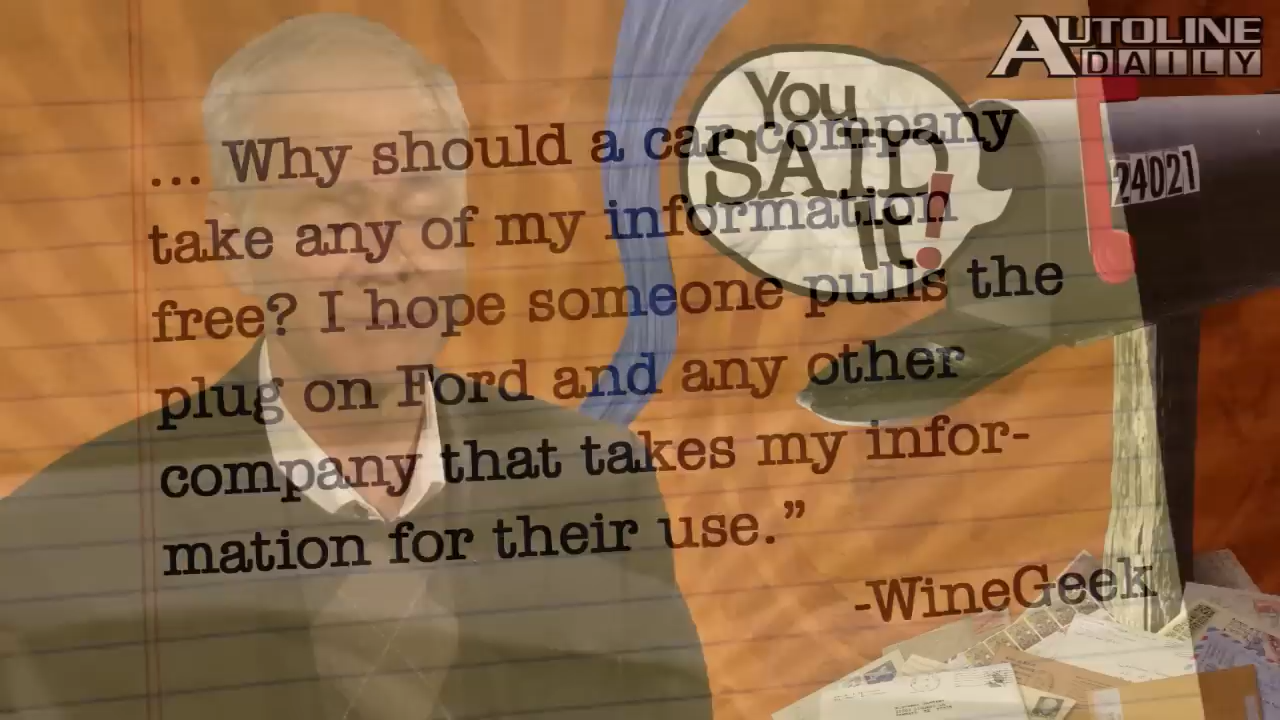 AUTOLINE
DAILY
You
SAID
it!
24021
... Why should a car company
take any of my information
free? I hope someone pulls the
plug on Ford and any other
company that takes my infor-
mation for their use.”
-WineGeek